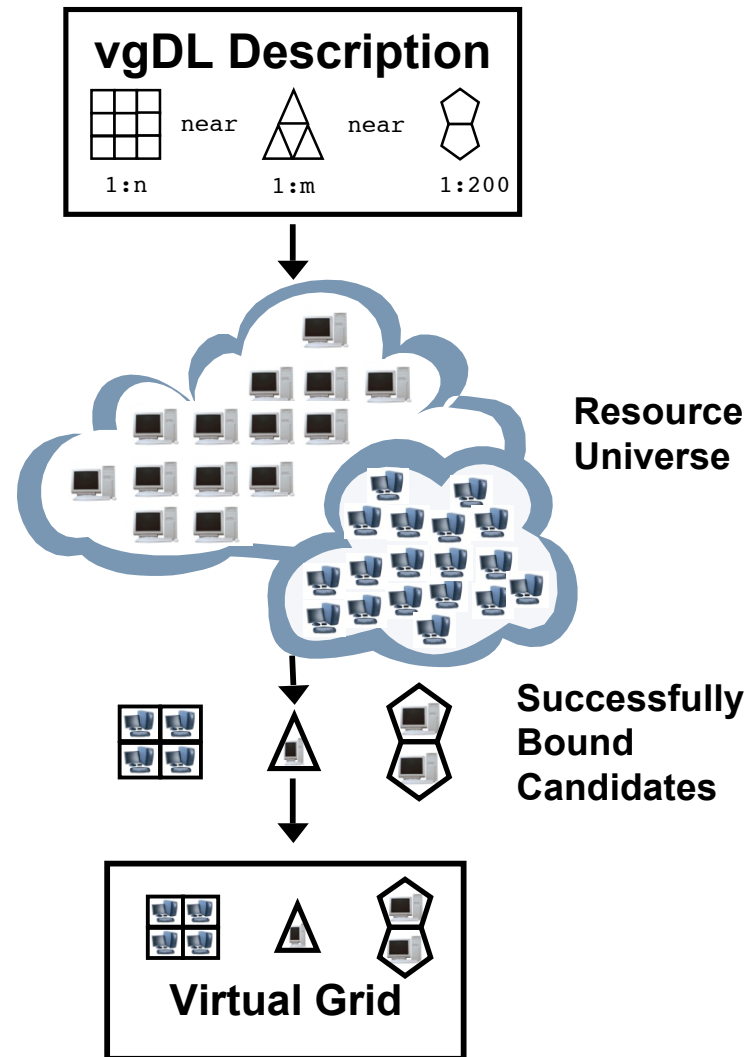 vgDL Description
near near
1:n 1:m 1:200
Resource
Universe
Successfully
Bound
Candidates
Virtual Grid